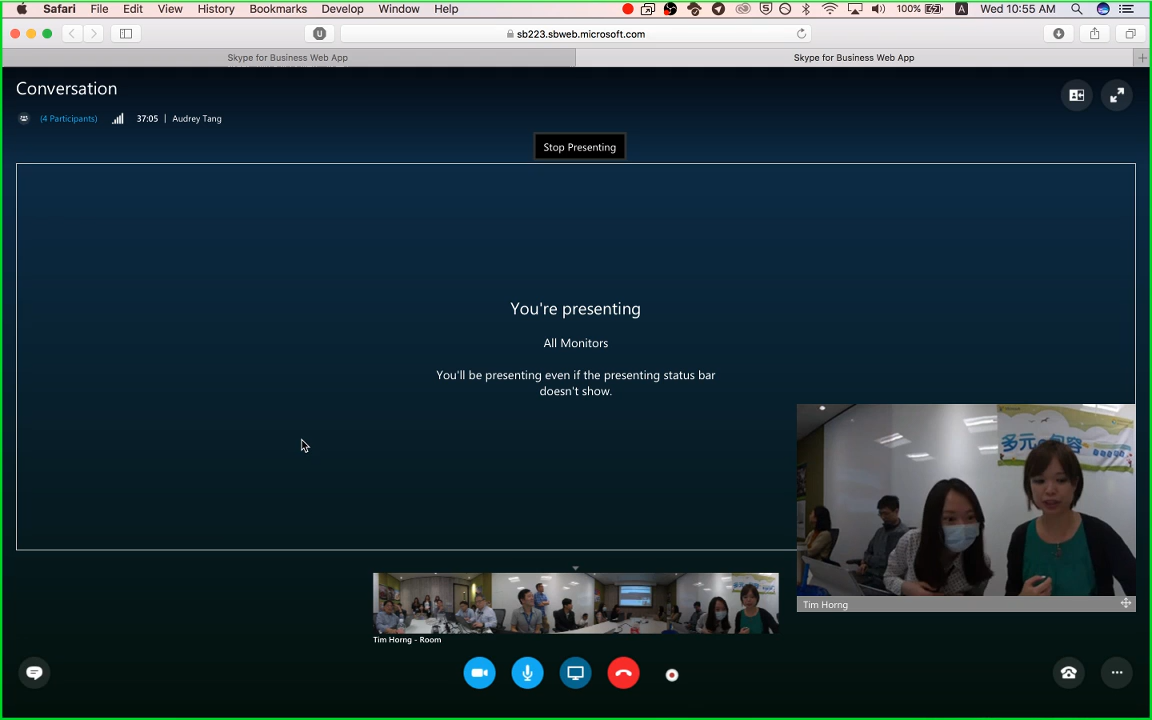 Safari File Edit View History Bookmarks Develop Window Help 100% A Wed 10:55 AM
U sb223.sbweb.microsoft.com
Skype for Business Web App Skype for Business Web App
Conversation
(4 Participants) 37:05 | Audrey Tang
Stop Presenting
You're presenting
All Monitors
You'll be presenting even if the presenting status bar
doesn't show.
多元 包容
Tim Horng
Tim Horng - Room